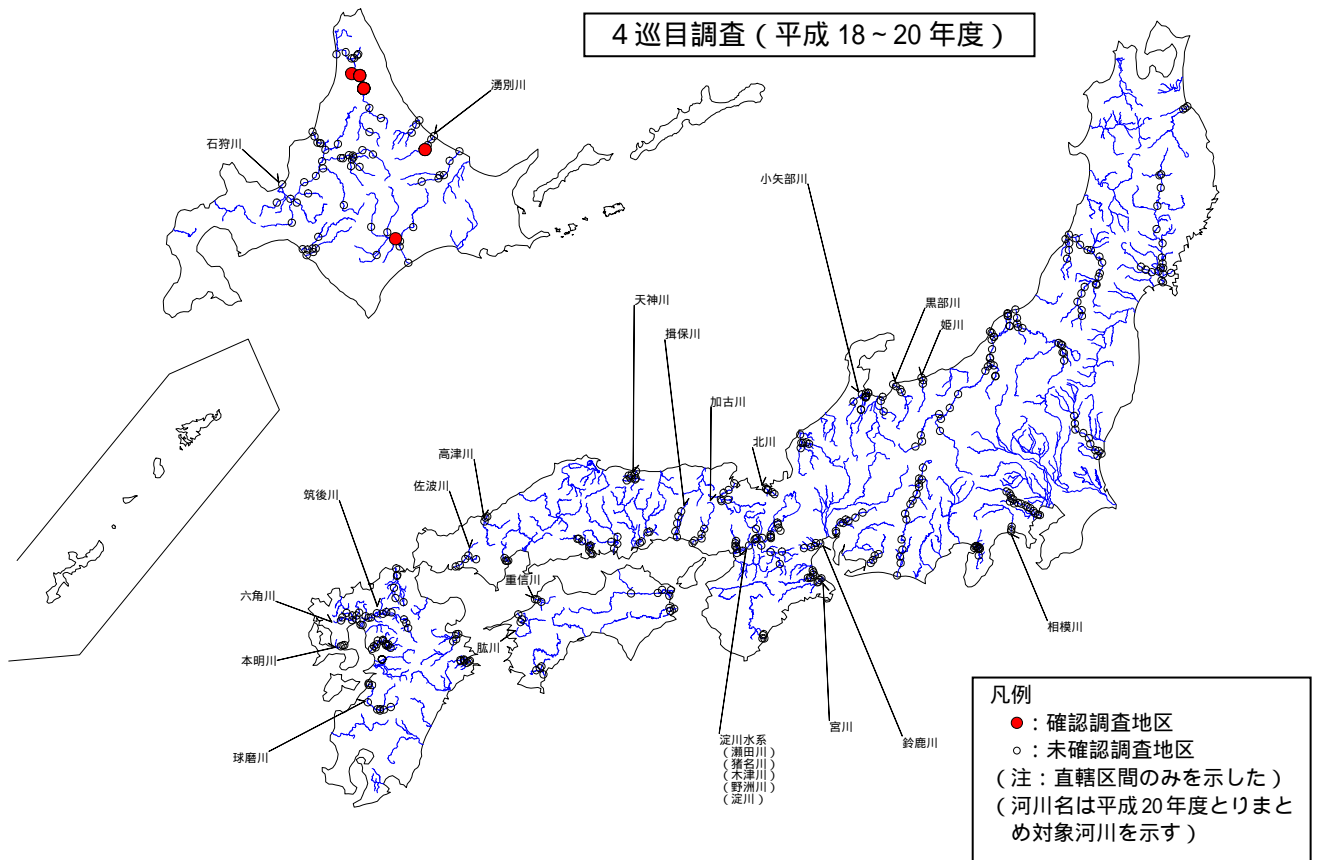 4巡目調査（平成 18~20 年度）
湧別川
石狩川
小矢部川
黒部川
姫川
天神川
揖保川
加古川
北川
高津川
佐波川
筑後川
重信川
六角川
本明川
肱川
球磨川
相模川
宮川
鈴鹿川
淀川水系
（瀬田川）
（猪名川）
（木津川）
（野洲川）
（淀川）
凡例
●：確認調査地区
○：未確認調査地区
（注：直轄区間のみを示した）
（河川名は平成20年度とりまと
め対象河川を示す）